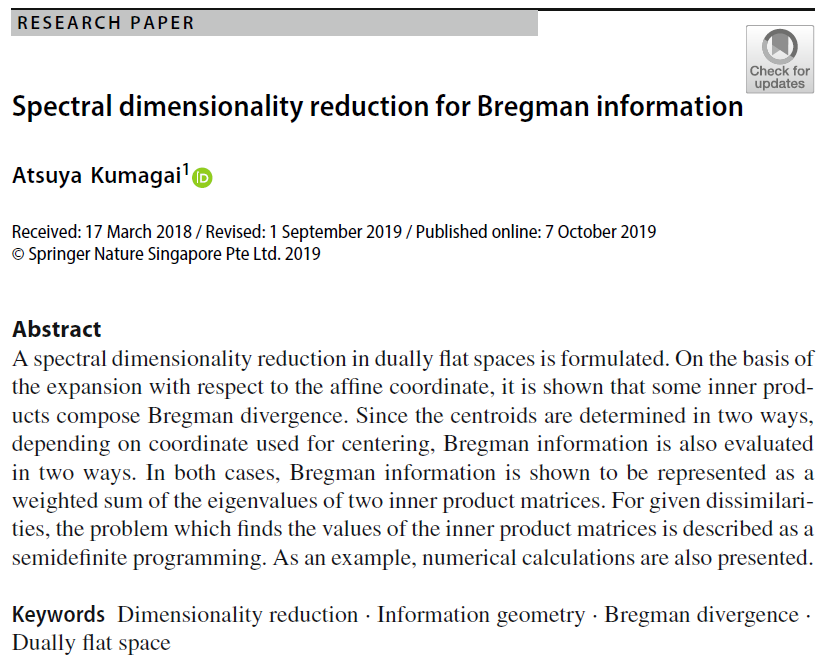 RESEARCH PAPER
Check for
updates
Spectral dimensionality reduction for Bregman information
Atsuya Kumagai¹ iD
Received: 17 March 2018 / Revised: 1 September 2019 / Published online: 7 October 2019
© Springer Nature Singapore Pte Ltd. 2019
Abstract
A spectral dimensionality reduction in dually flat spaces is formulated. On the basis of
the expansion with respect to the affine coordinate, it is shown that some inner prod-
ucts compose Bregman divergence. Since the centroids are determined in two ways,
depending on coordinate used for centering, Bregman information is also evaluated
in two ways. In both cases, Bregman information is shown to be represented as a
weighted sum of the eigenvalues of two inner product matrices. For given dissimilari-
ties, the problem which finds the values of the inner product matrices is described as a
semidefinite programming. As an example, numerical calculations are also presented.
Keywords Dimensionality reduction · Information geometry · Bregman divergence ·
Dually flat space